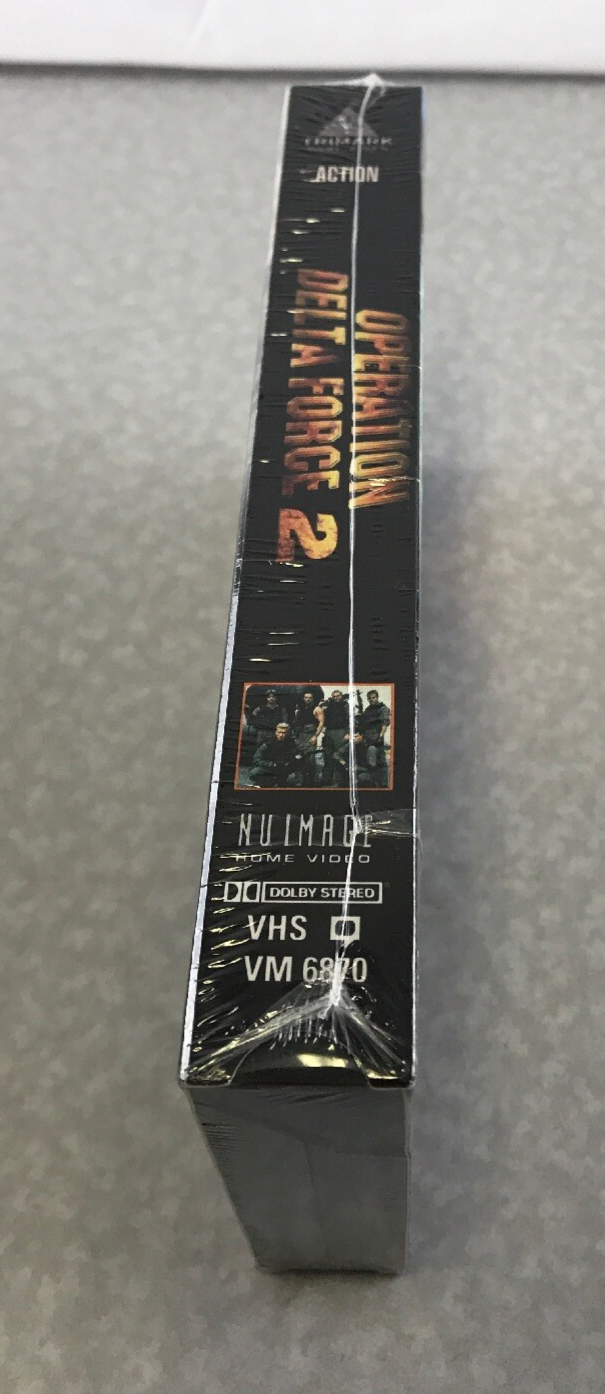 TRIMARK
ACTION
OPERATION
DELTA FORCE 2
NU IMAGE
HOME VIDEO
DOLBY STEREO
VHS
VM 6870